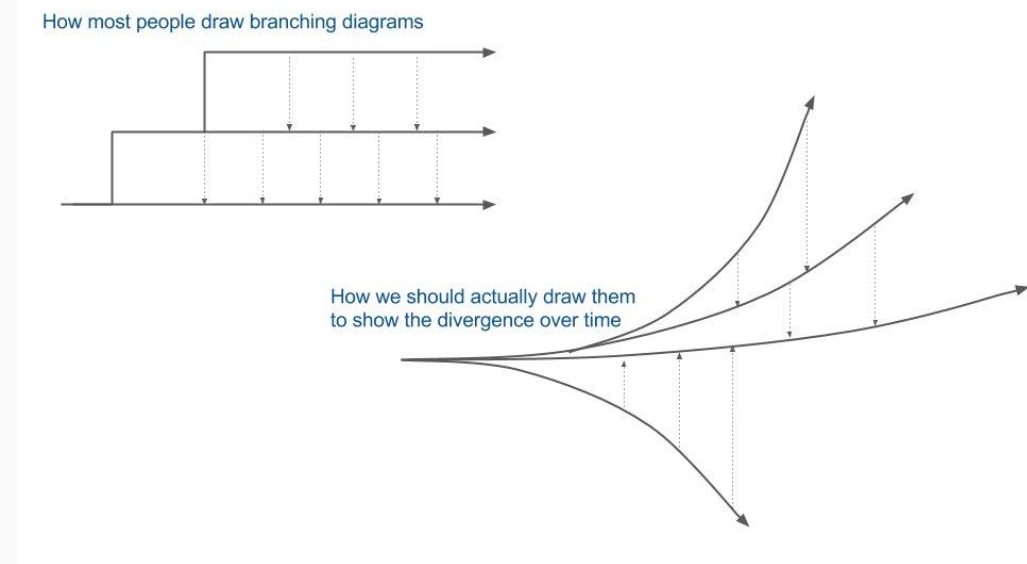 How most people draw branching diagrams
How we should actually draw them
to show the divergence over time